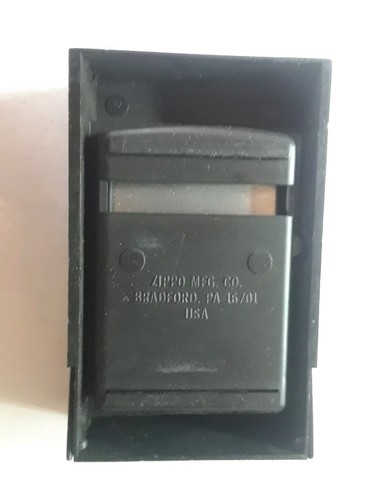 ZIPPO MFG. CO.
BRADFORD, PA 16701
USA